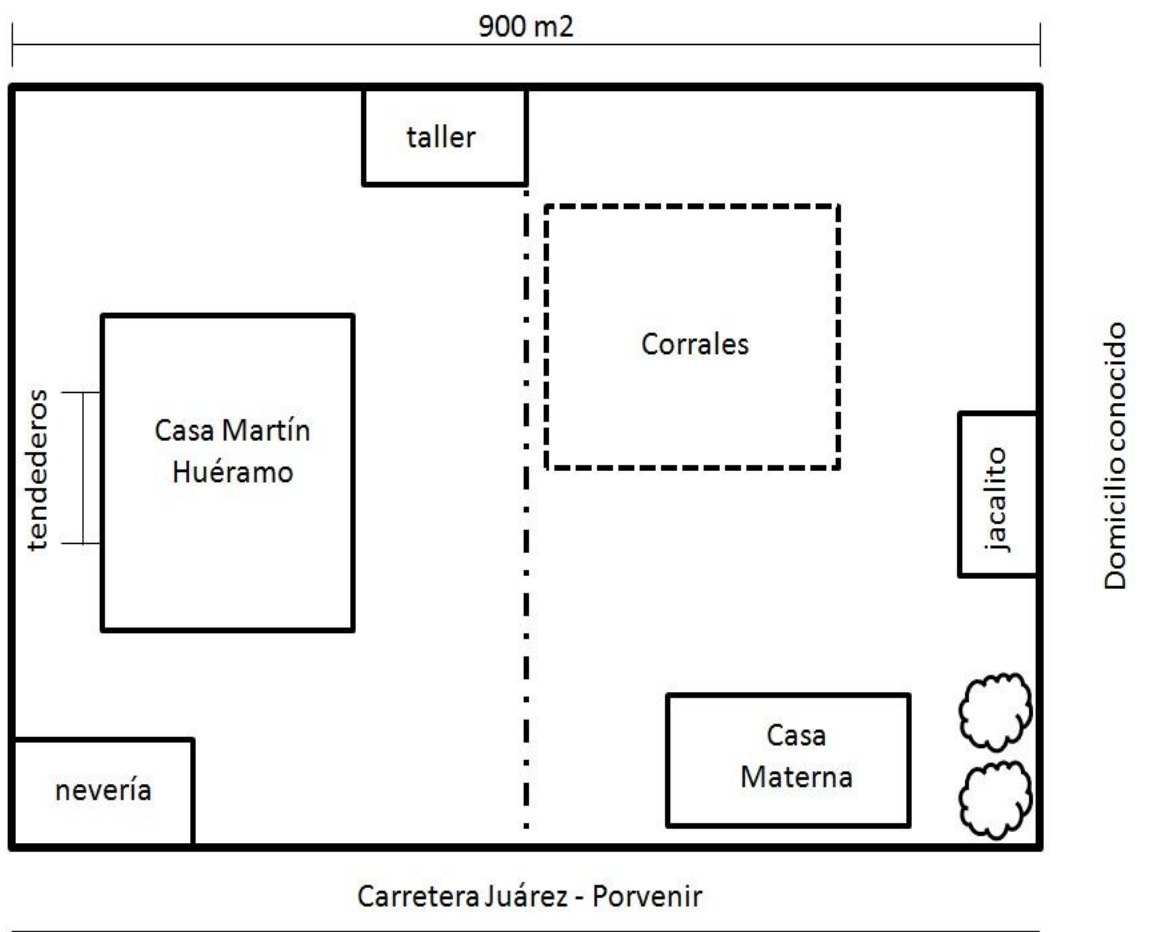 900 m2
taller
Corrales
Casa Martín
Huéramo
tendederos
jacalito
Domicilio conocido
Casa
Materna
nevería
Carretera Juárez - Porvenir